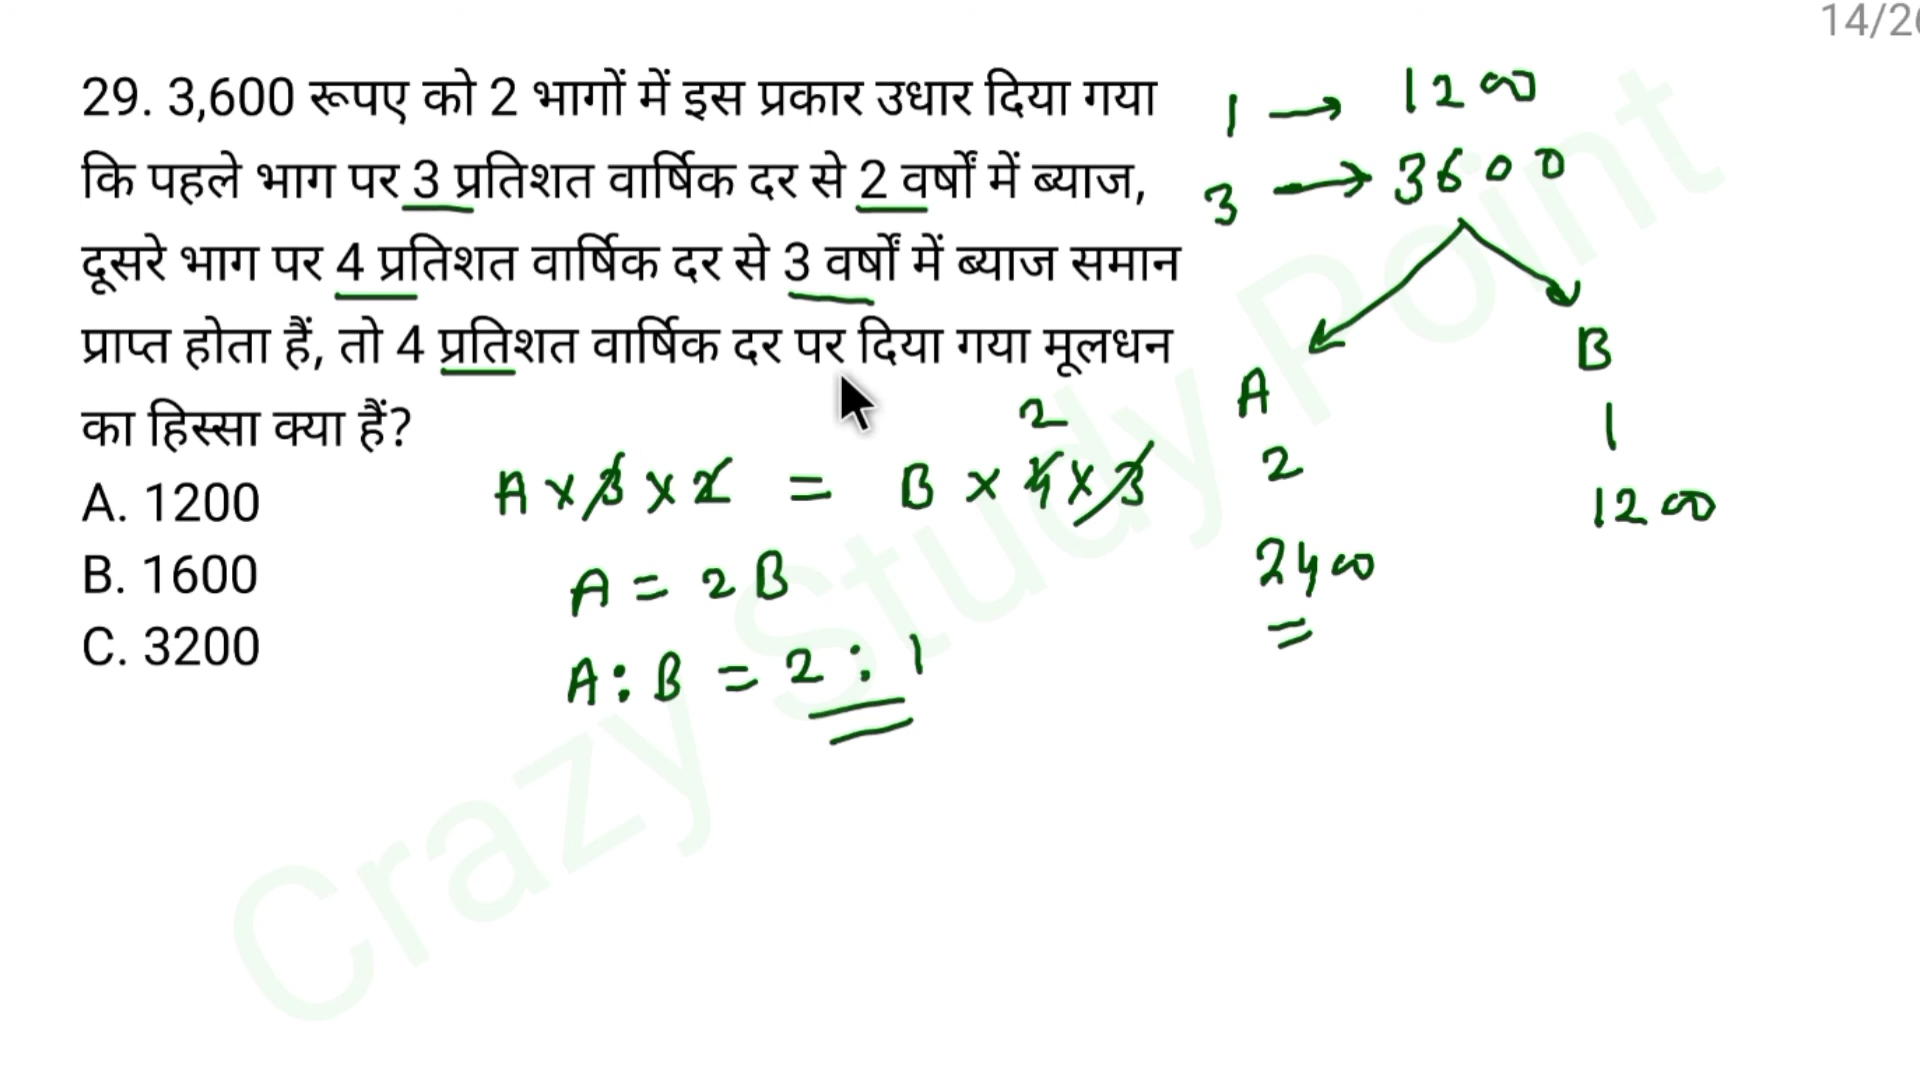 14/20
29. 3,600 रूपए को 2 भागों में इस प्रकार उधार दिया गया
कि पहले भाग पर 3 प्रतिशत वार्षिक दर से 2 वर्षों में ब्याज,
दूसरे भाग पर 4 प्रतिशत वार्षिक दर से 3 वर्षों में ब्याज समान
प्राप्त होता हैं, तो 4 प्रतिशत वार्षिक दर पर दिया गया मूलधन
का हिस्सा क्या हैं?
A. 1200
B. 1600
C. 3200
A × 3 × 2 = B × 4 × 3
2
A = 2B
A : B = 2 : 1
1 → 1200
3 → 3600
A B
2 1
2400 1200
=
Crazy Study Point